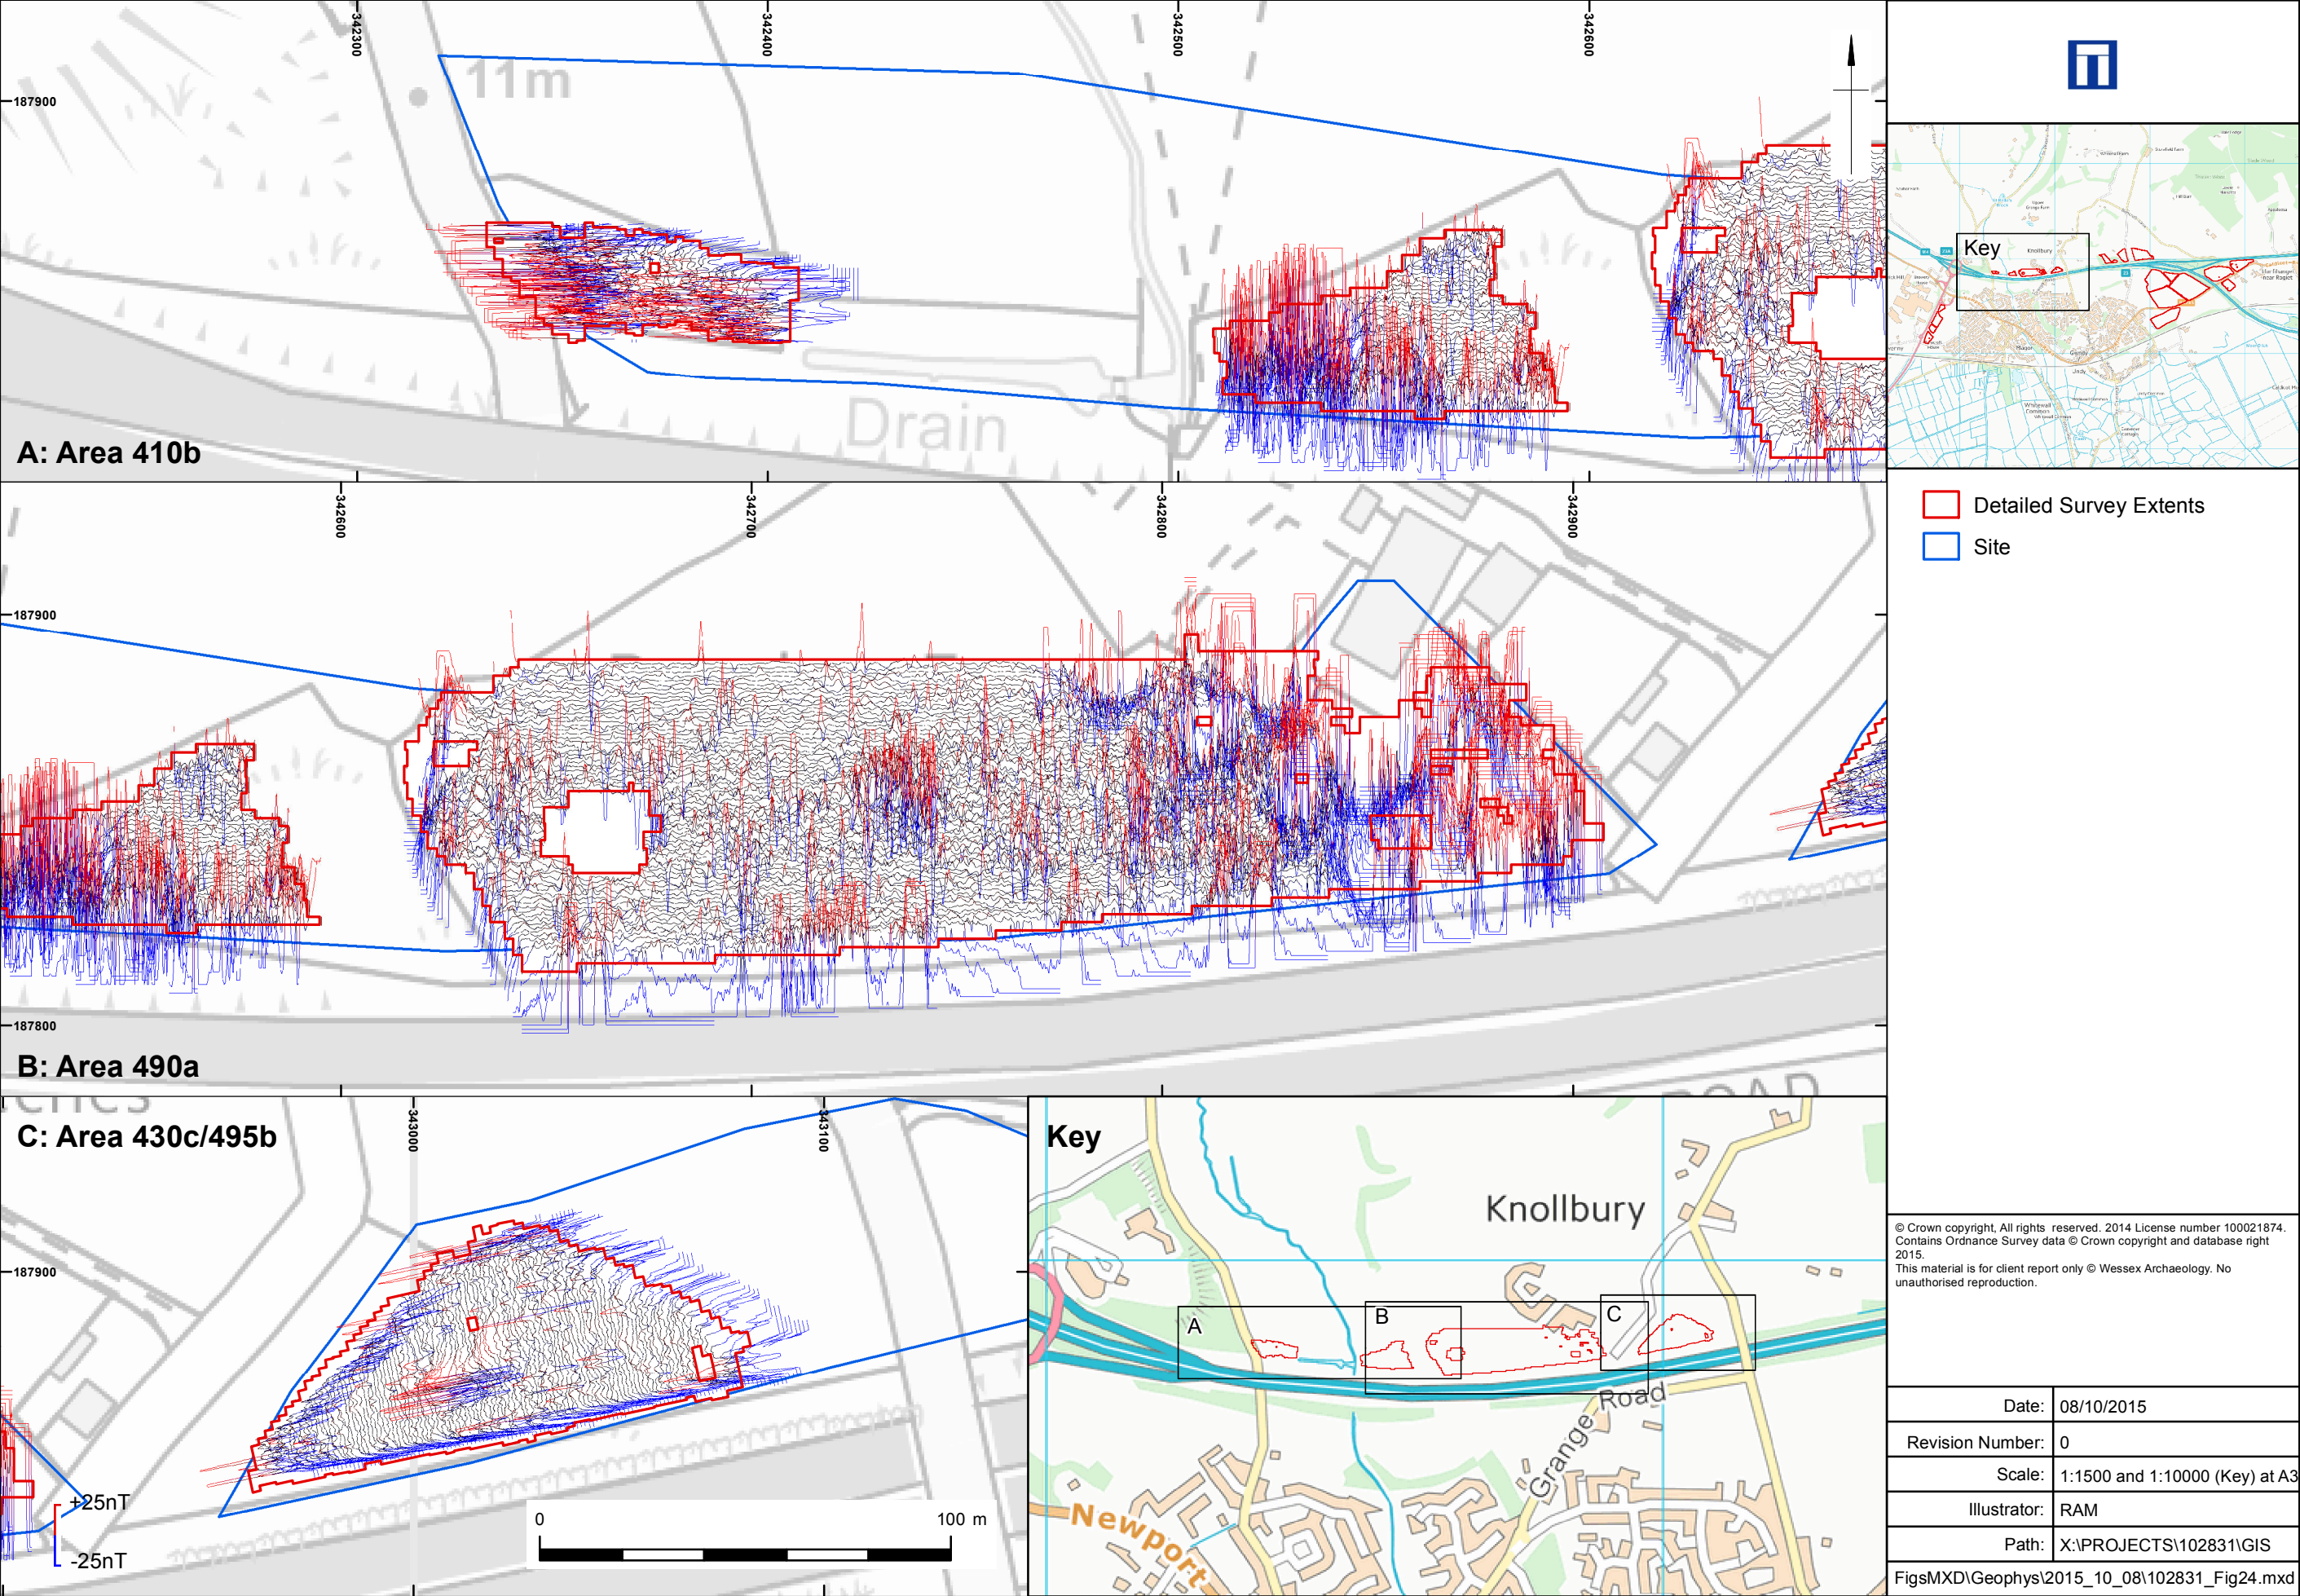 342300
342400
342500
342600
187900
11m
Drain
A: Area 410b
342600
342700
342800
342900
187900
187800
B: Area 490a
ROAD
C: Area 430c/495b
343000
343100
187900
+25nT
-25nT
0
100 m
Key
Knollbury
A
B
C
Grange Road
Newport
Key
Knollbury
Detailed Survey Extents
Site
© Crown copyright, All rights reserved. 2014 License number 100021874.
Contains Ordnance Survey data © Crown copyright and database right
2015.
This material is for client report only © Wessex Archaeology. No
unauthorised reproduction.
Date: 08/10/2015
Revision Number: 0
Scale: 1:1500 and 1:10000 (Key) at A3
Illustrator: RAM
Path: X:\PROJECTS\102831\GIS
FigsMXD\Geophys\2015_10_08\102831_Fig24.mxd